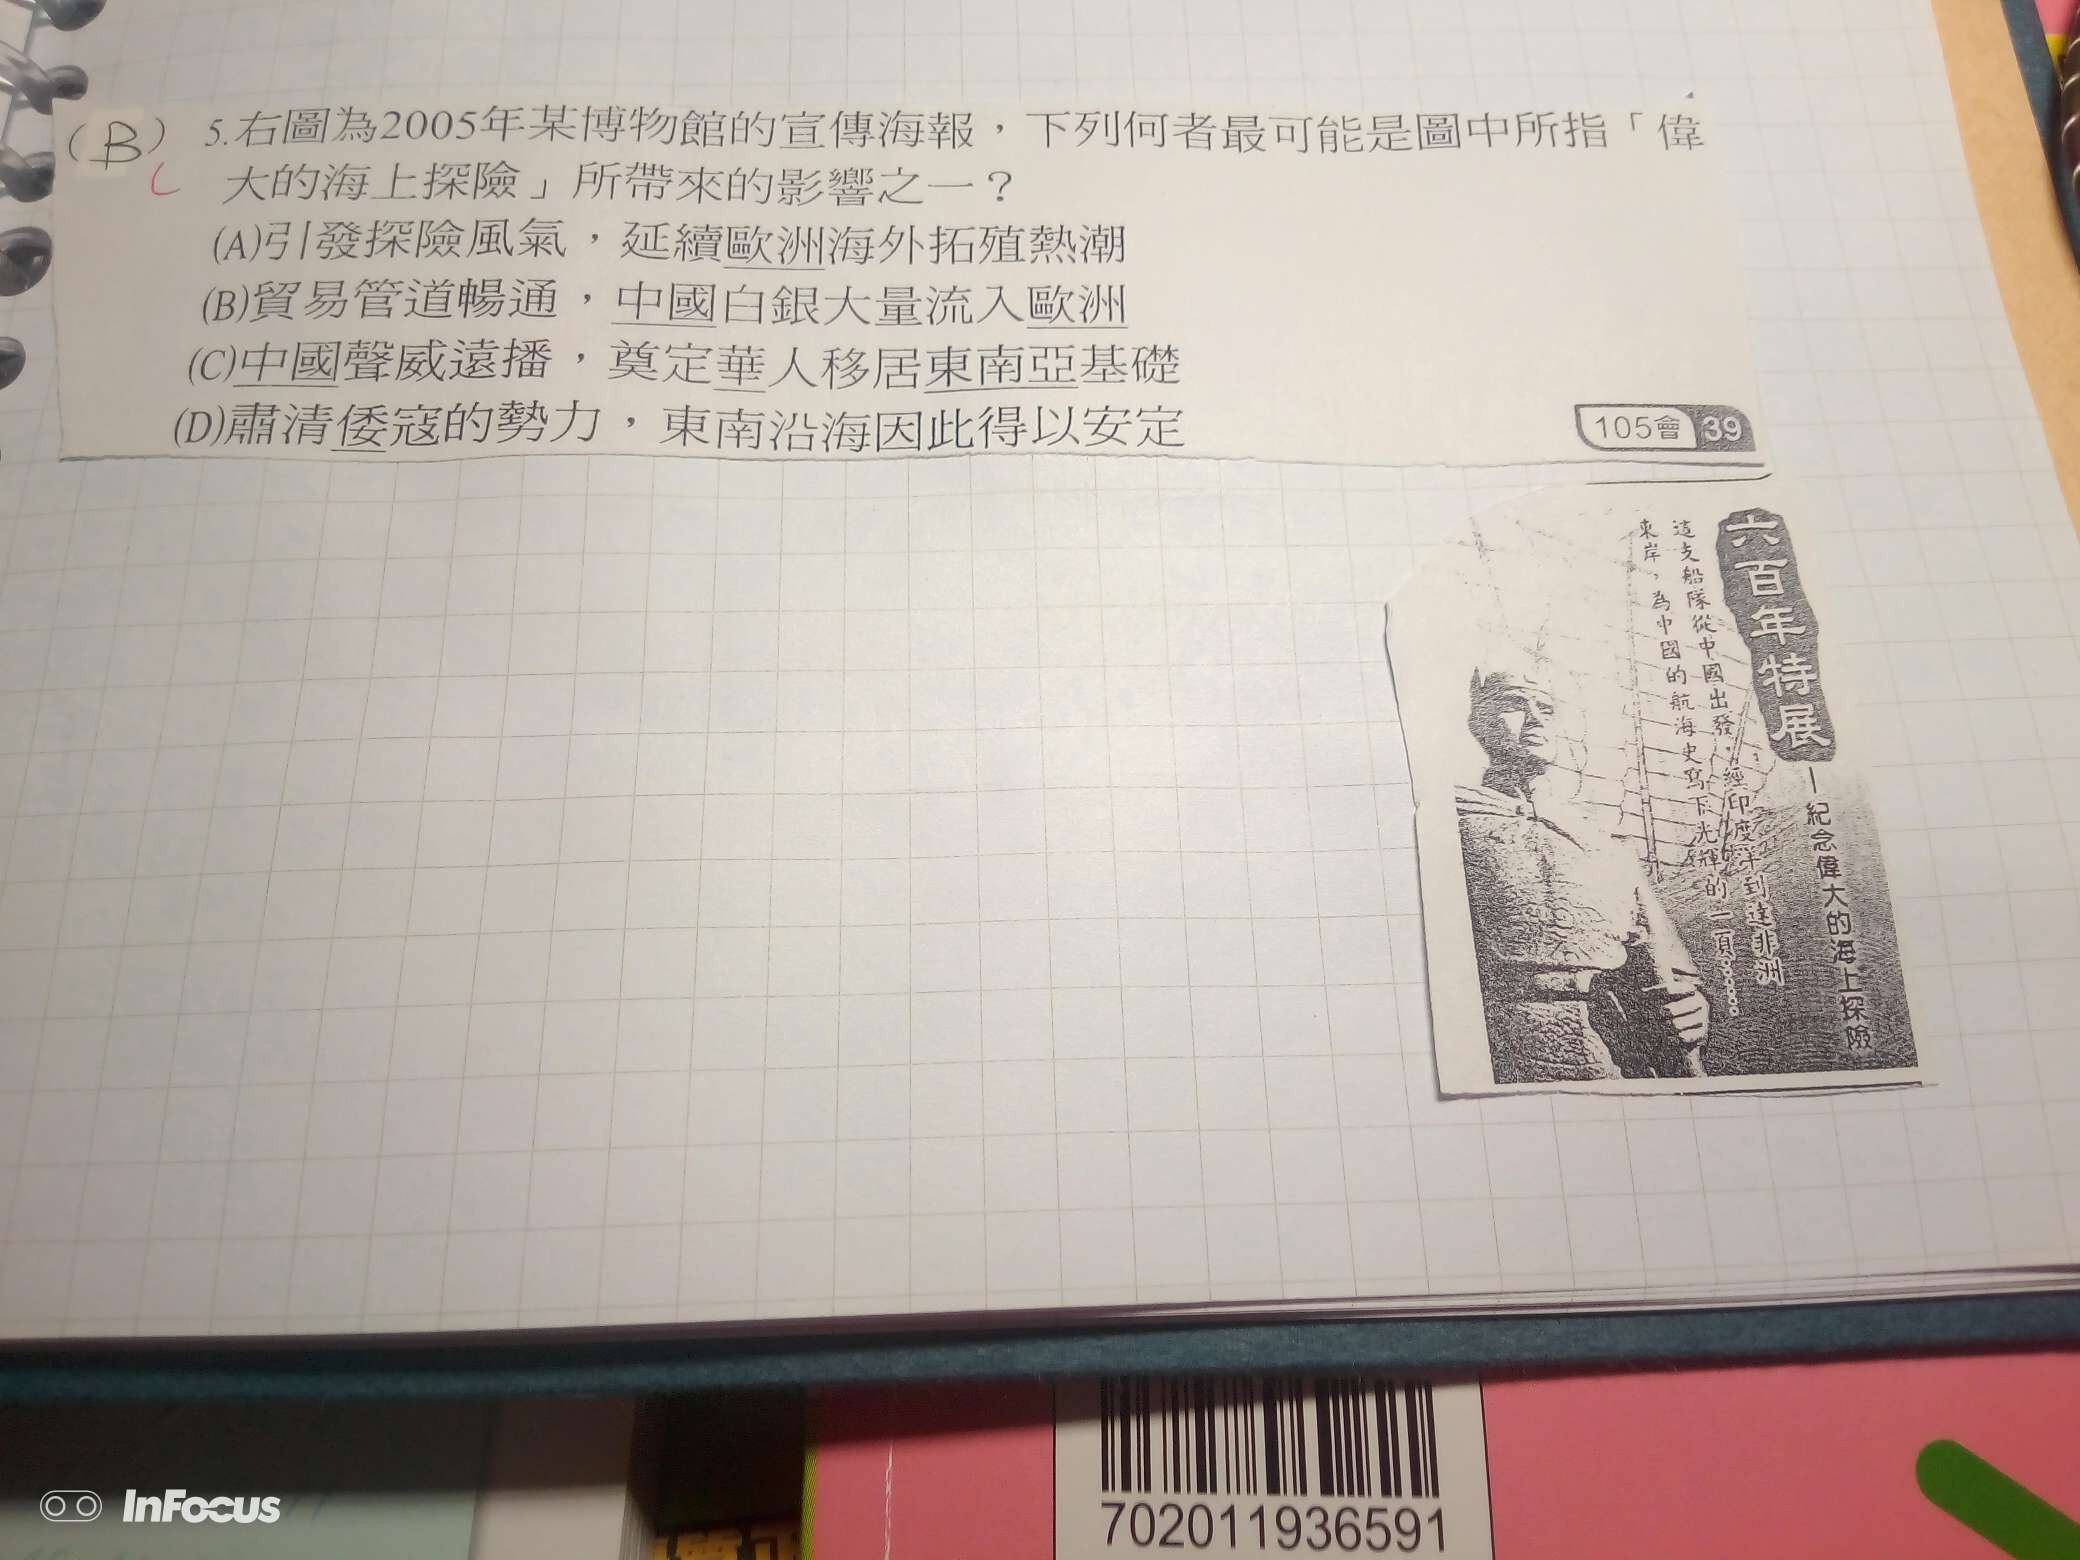 (B) 5.右圖為2005年某博物館的宣傳海報，下列何者最可能是圖中所指「偉
C
大的海上探險」所帶來的影響之一？
(A)引發探險風氣，延續歐洲海外拓殖熱潮
(B)貿易管道暢通，中國白銀大量流入歐洲
(C)中國聲威遠播，奠定華人移居東南亞基礎
(D)肅清倭寇的勢力，東南沿海因此得以安定
105會 39
六百年特展
—紀念偉大的海上探險
這支船隊從中國出發，經印度洋到達非洲
東岸，為中國的航海史寫下光輝的一頁……
702011936591
InFocus